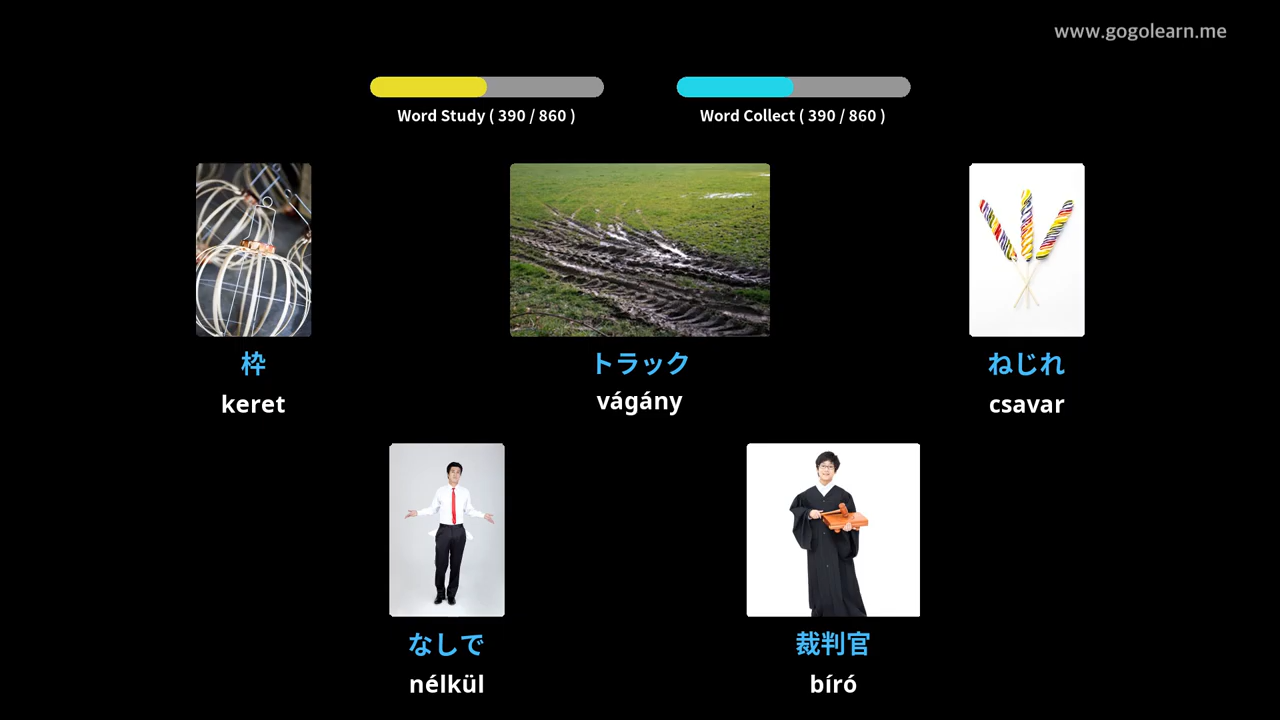 www.gogolearn.me
Word Study ( 390 / 860 )
Word Collect ( 390 / 860 )
枠
keret
トラック
vágány
ねじれ
csavar
なしで
nélkül
裁判官
bíró